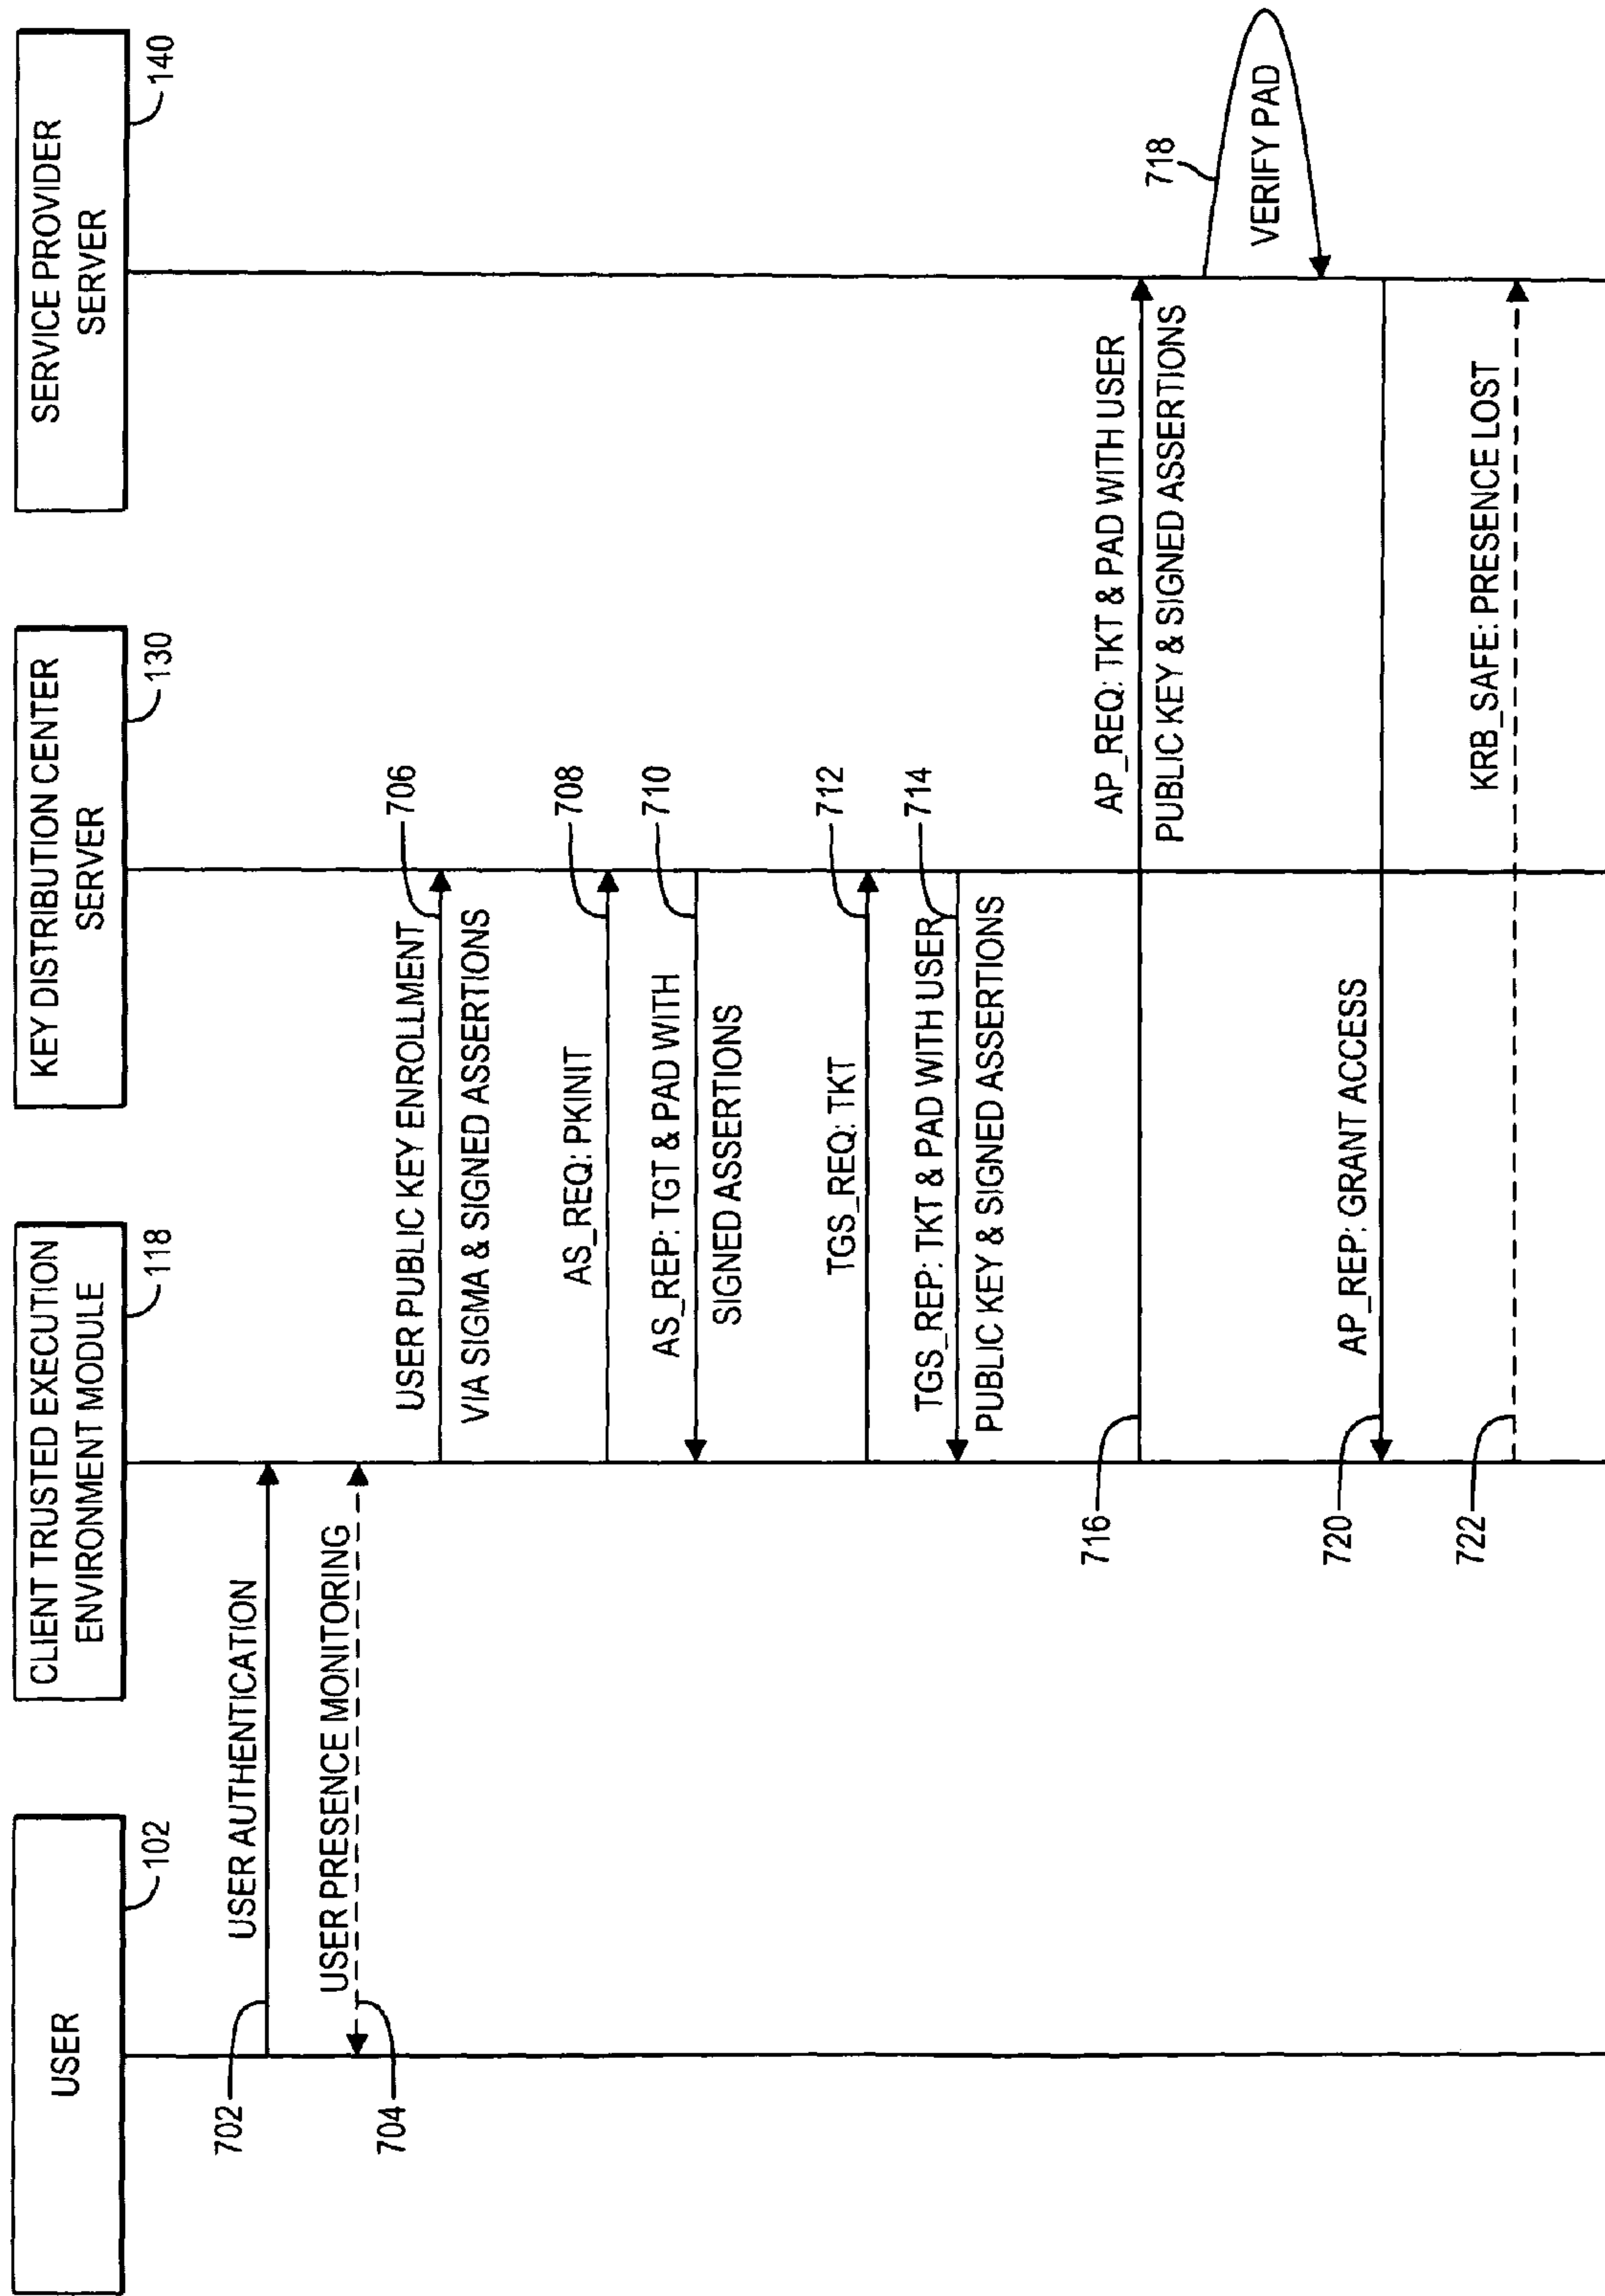 USER
102
CLIENT TRUSTED EXECUTION
ENVIRONMENT MODULE
118
KEY DISTRIBUTION CENTER
SERVER
130
SERVICE PROVIDER
SERVER
140
702
USER AUTHENTICATION
704
USER PRESENCE MONITORING
706
USER PUBLIC KEY ENROLLMENT
VIA SIGMA & SIGNED ASSERTIONS
708
AS_REQ: PKINIT
710
AS_REP: TGT & PAD WITH
SIGNED ASSERTIONS
712
TGS_REQ: TKT
714
TGS_REP: TKT & PAD WITH USER
PUBLIC KEY & SIGNED ASSERTIONS
716
AP_REQ: TKT & PAD WITH USER
PUBLIC KEY & SIGNED ASSERTIONS
718
VERIFY PAD
720
AP_REP: GRANT ACCESS
722
KRB_SAFE: PRESENCE LOST